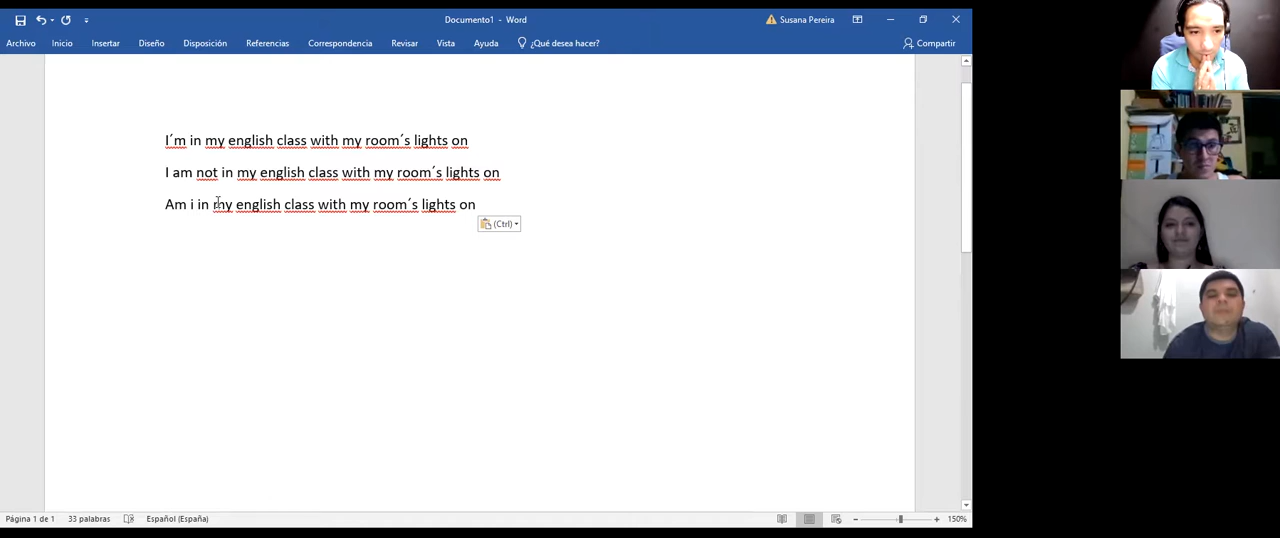 Documento1 - Word
Susana Pereira
Archivo Inicio Insertar Diseño Disposición Referencias Correspondencia Revisar Vista Ayuda ¿Qué desea hacer? Compartir
I´m in my english class with my room´s lights on
I am not in my english class with my room´s lights on
Am i in my english class with my room´s lights on
(Ctrl)
Página 1 de 1 33 palabras Español (España) 150%